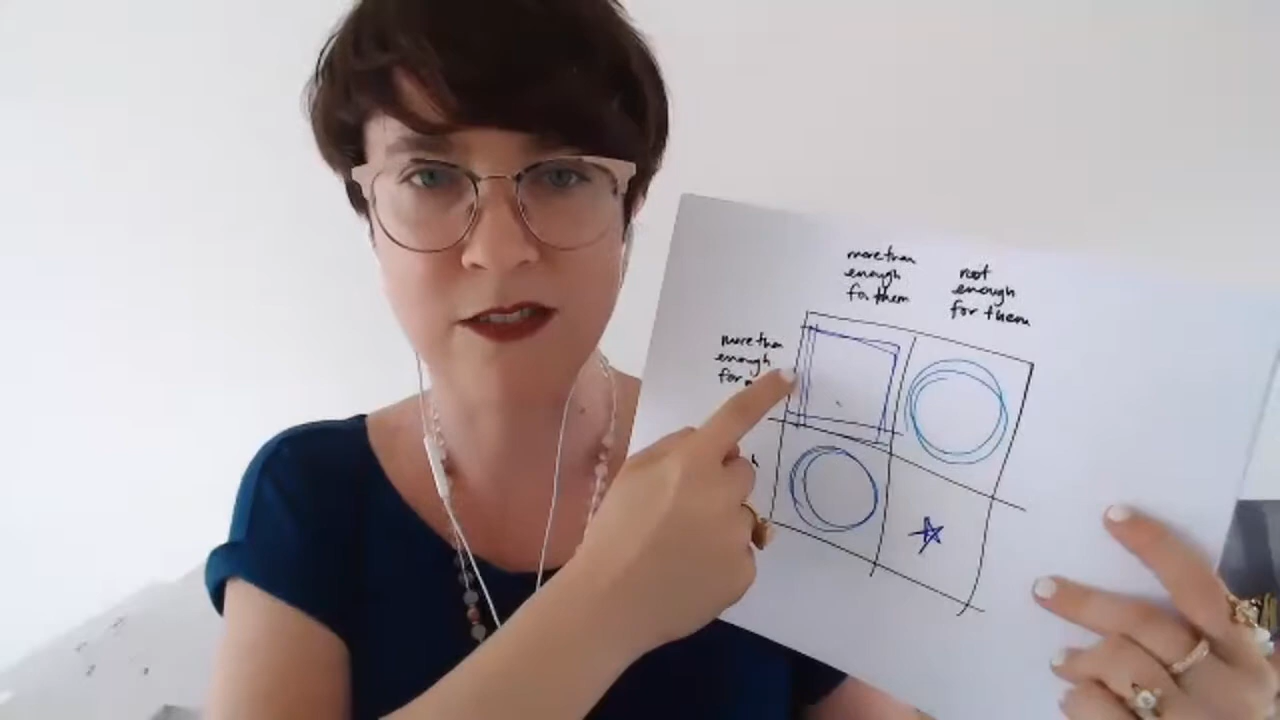 more than
enough
for them
not
enough
for them
more than
enough
for